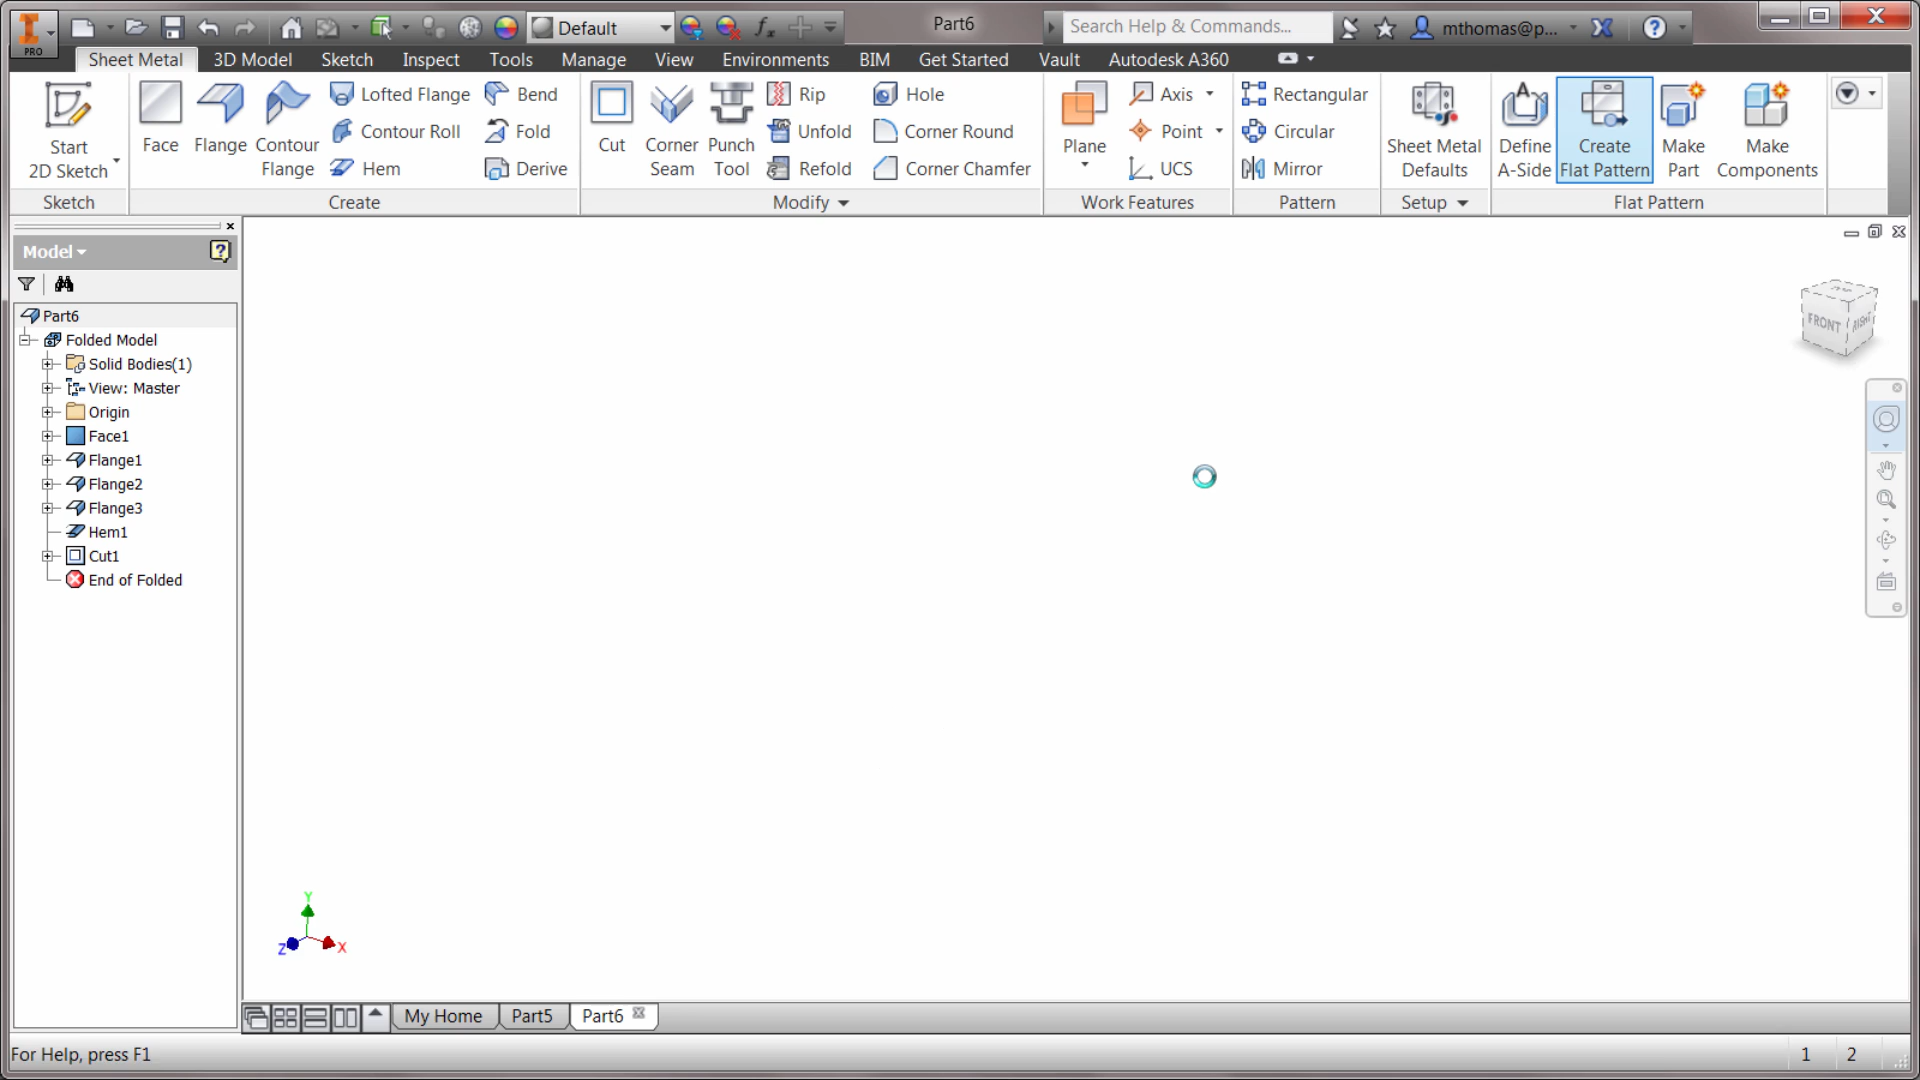 Default
Part6
Search Help & Commands...
mthomas@p...
PRO
Sheet Metal
3D Model
Sketch
Inspect
Tools
Manage
View
Environments
BIM
Get Started
Vault
Autodesk A360
Start
2D Sketch
Sketch
Face
Flange
Contour
Flange
Lofted Flange
Contour Roll
Hem
Bend
Fold
Derive
Create
Cut
Corner
Seam
Punch
Tool
Rip
Unfold
Refold
Hole
Corner Round
Corner Chamfer
Modify
Plane
Axis
Point
UCS
Work Features
Rectangular
Circular
Mirror
Pattern
Sheet Metal
Defaults
Setup
Define
A-Side
Create
Flat Pattern
Make
Part
Make
Components
Flat Pattern
Model
Part6
Folded Model
Solid Bodies(1)
View: Master
Origin
Face1
Flange1
Flange2
Flange3
Hem1
Cut1
End of Folded
TOP
FRONT
RIGHT
Y
Z
X
My Home
Part5
Part6
For Help, press F1
1
2